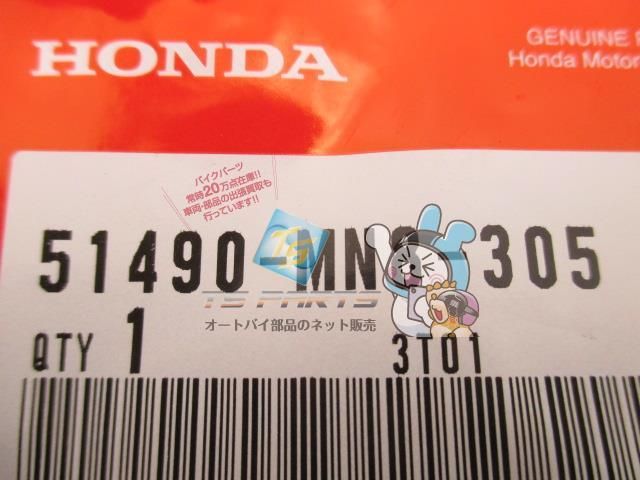 HONDA
GENUINE
Honda Motor
バイクパーツ
常時20万点在庫!!
車両・部品の出張買取も
行っています!!
TS
51490-MN -305
TS PARTS
オートバイ部品のネット販売
QTY 1
3T01